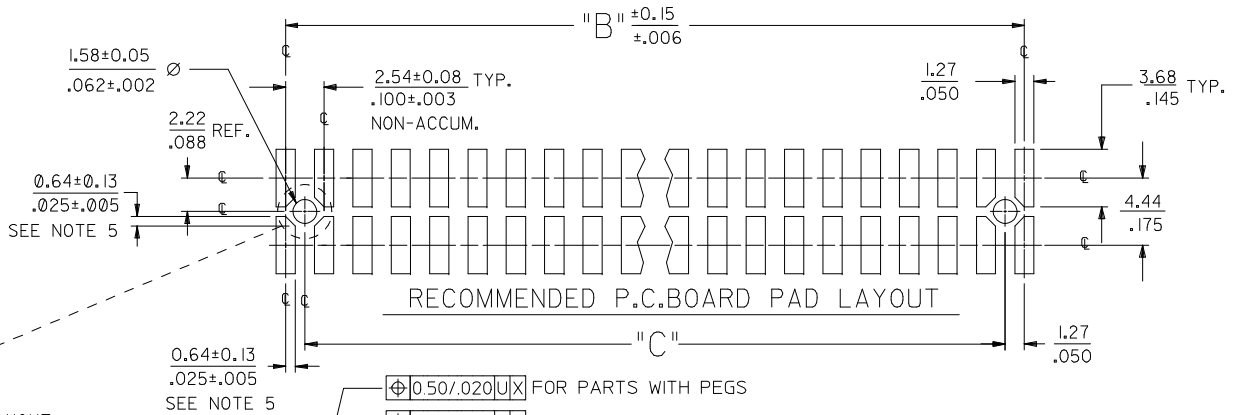 "B" ±0.15
±.006
1.58±0.05 Ø
.062±.002
2.54±0.08 TYP.
.100±.003
NON-ACCUM.
1.27
.050
3.68 TYP.
.145
2.22 REF.
.088
0.64±0.13
.025±.005
SEE NOTE 5
4.44
.175
RECOMMENDED P.C.BOARD PAD LAYOUT
"C"
1.27
.050
0.64±0.13
.025±.005
SEE NOTE 5
⌖ 0.50/.020 U X FOR PARTS WITH PEGS